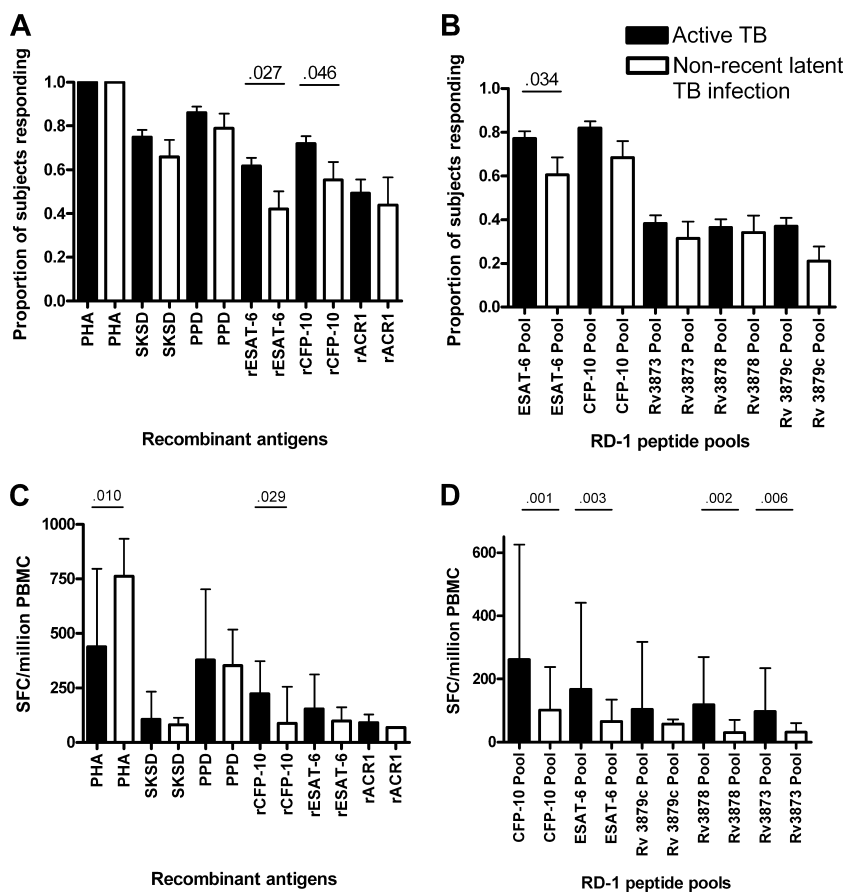 A
Proportion of subjects responding
1.0
0.8
0.6
0.4
0.2
0.0
.027
.046
PHA
PHA
SKSD
SKSD
PPD
PPD
rESAT-6
rESAT-6
rCFP-10
rCFP-10
rACR1
rACR1
Recombinant antigens
B
Active TB
Non-recent latent
TB infection
Proportion of subjects responding
1.0
0.8
0.6
0.4
0.2
0.0
.034
ESAT-6 Pool
ESAT-6 Pool
CFP-10 Pool
CFP-10 Pool
Rv3873 Pool
Rv3873 Pool
Rv3878 Pool
Rv3878 Pool
Rv 3879c Pool
Rv 3879c Pool
RD-1 peptide pools
C
SFC/million PBMC
1000
750
500
250
0
.010
.029
PHA
PHA
SKSD
SKSD
PPD
PPD
rCFP-10
rCFP-10
rESAT-6
rESAT-6
rACR1
rACR1
Recombinant antigens
D
SFC/million PBMC
600
400
200
0
.001
.003
.002
.006
CFP-10 Pool
CFP-10 Pool
ESAT-6 Pool
ESAT-6 Pool
Rv 3879c Pool
Rv 3879c Pool
Rv3878 Pool
Rv3878 Pool
Rv3873 Pool
Rv3873 Pool
RD-1 peptide pools